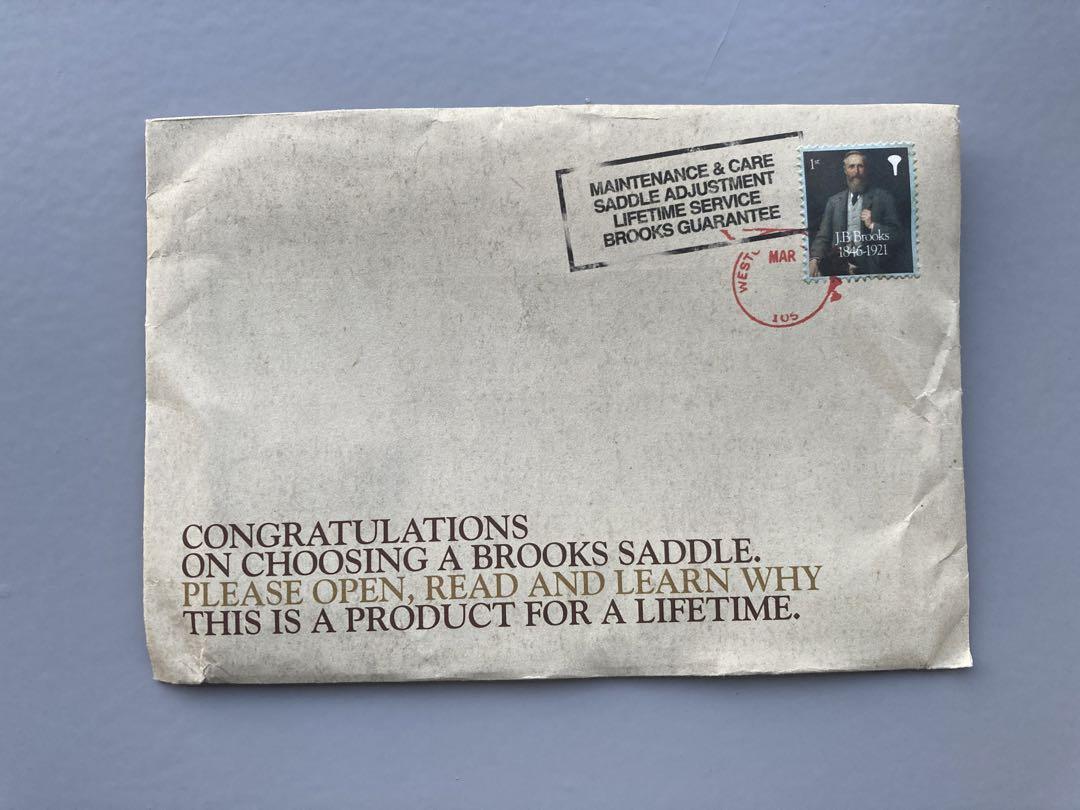 MAINTENANCE & CARE
SADDLE ADJUSTMENT
LIFETIME SERVICE
BROOKS GUARANTEE
1st
J.B Brooks
1846-1921
MAR
105
CONGRATULATIONS
ON CHOOSING A BROOKS SADDLE.
PLEASE OPEN, READ AND LEARN WHY
THIS IS A PRODUCT FOR A LIFETIME.